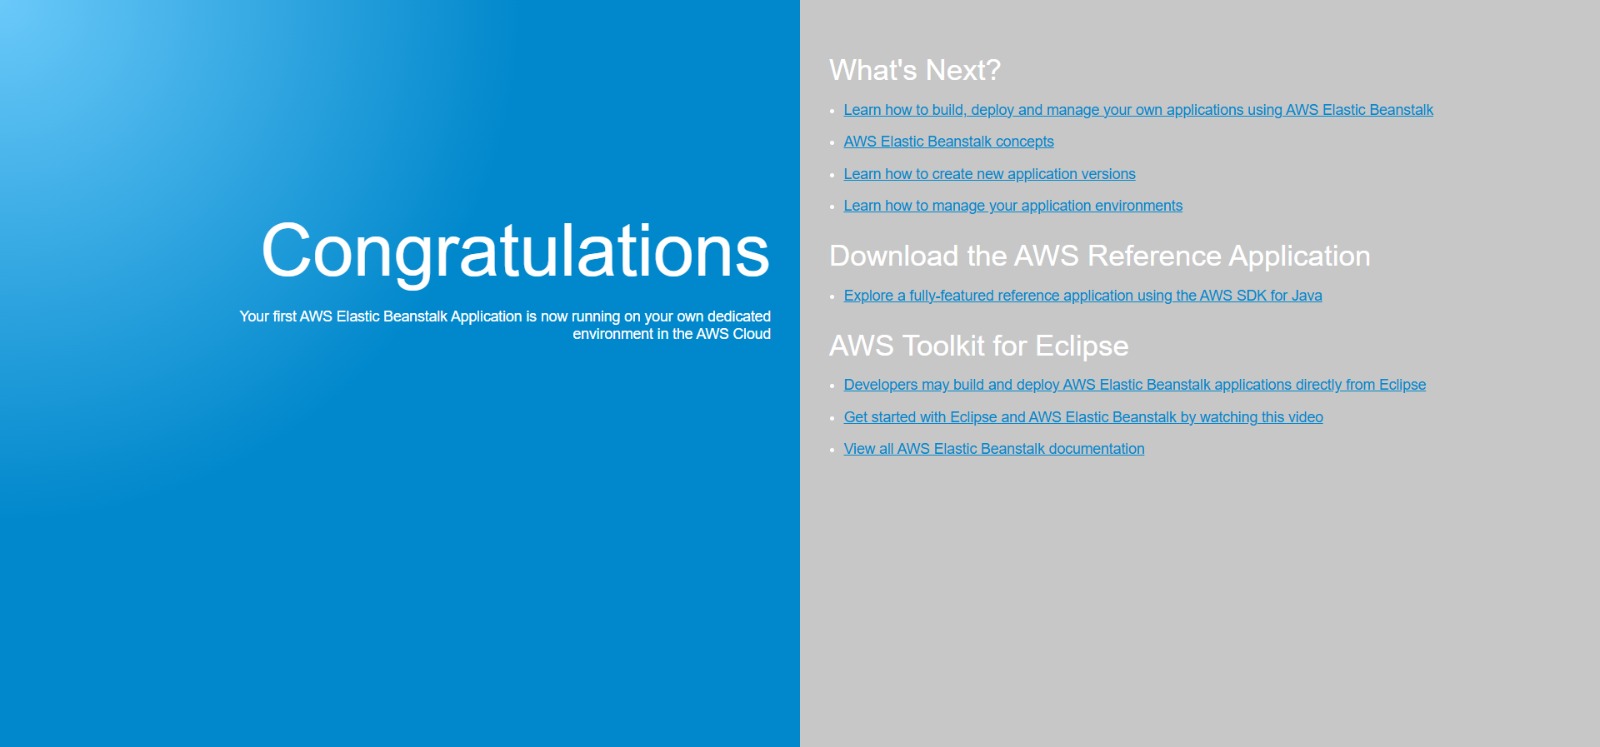 Congratulations
Your first AWS Elastic Beanstalk Application is now running on your own dedicated
environment in the AWS Cloud
What's Next?
Learn how to build, deploy and manage your own applications using AWS Elastic Beanstalk
AWS Elastic Beanstalk concepts
Learn how to create new application versions
Learn how to manage your application environments
Download the AWS Reference Application
Explore a fully-featured reference application using the AWS SDK for Java
AWS Toolkit for Eclipse
Developers may build and deploy AWS Elastic Beanstalk applications directly from Eclipse
Get started with Eclipse and AWS Elastic Beanstalk by watching this video
View all AWS Elastic Beanstalk documentation